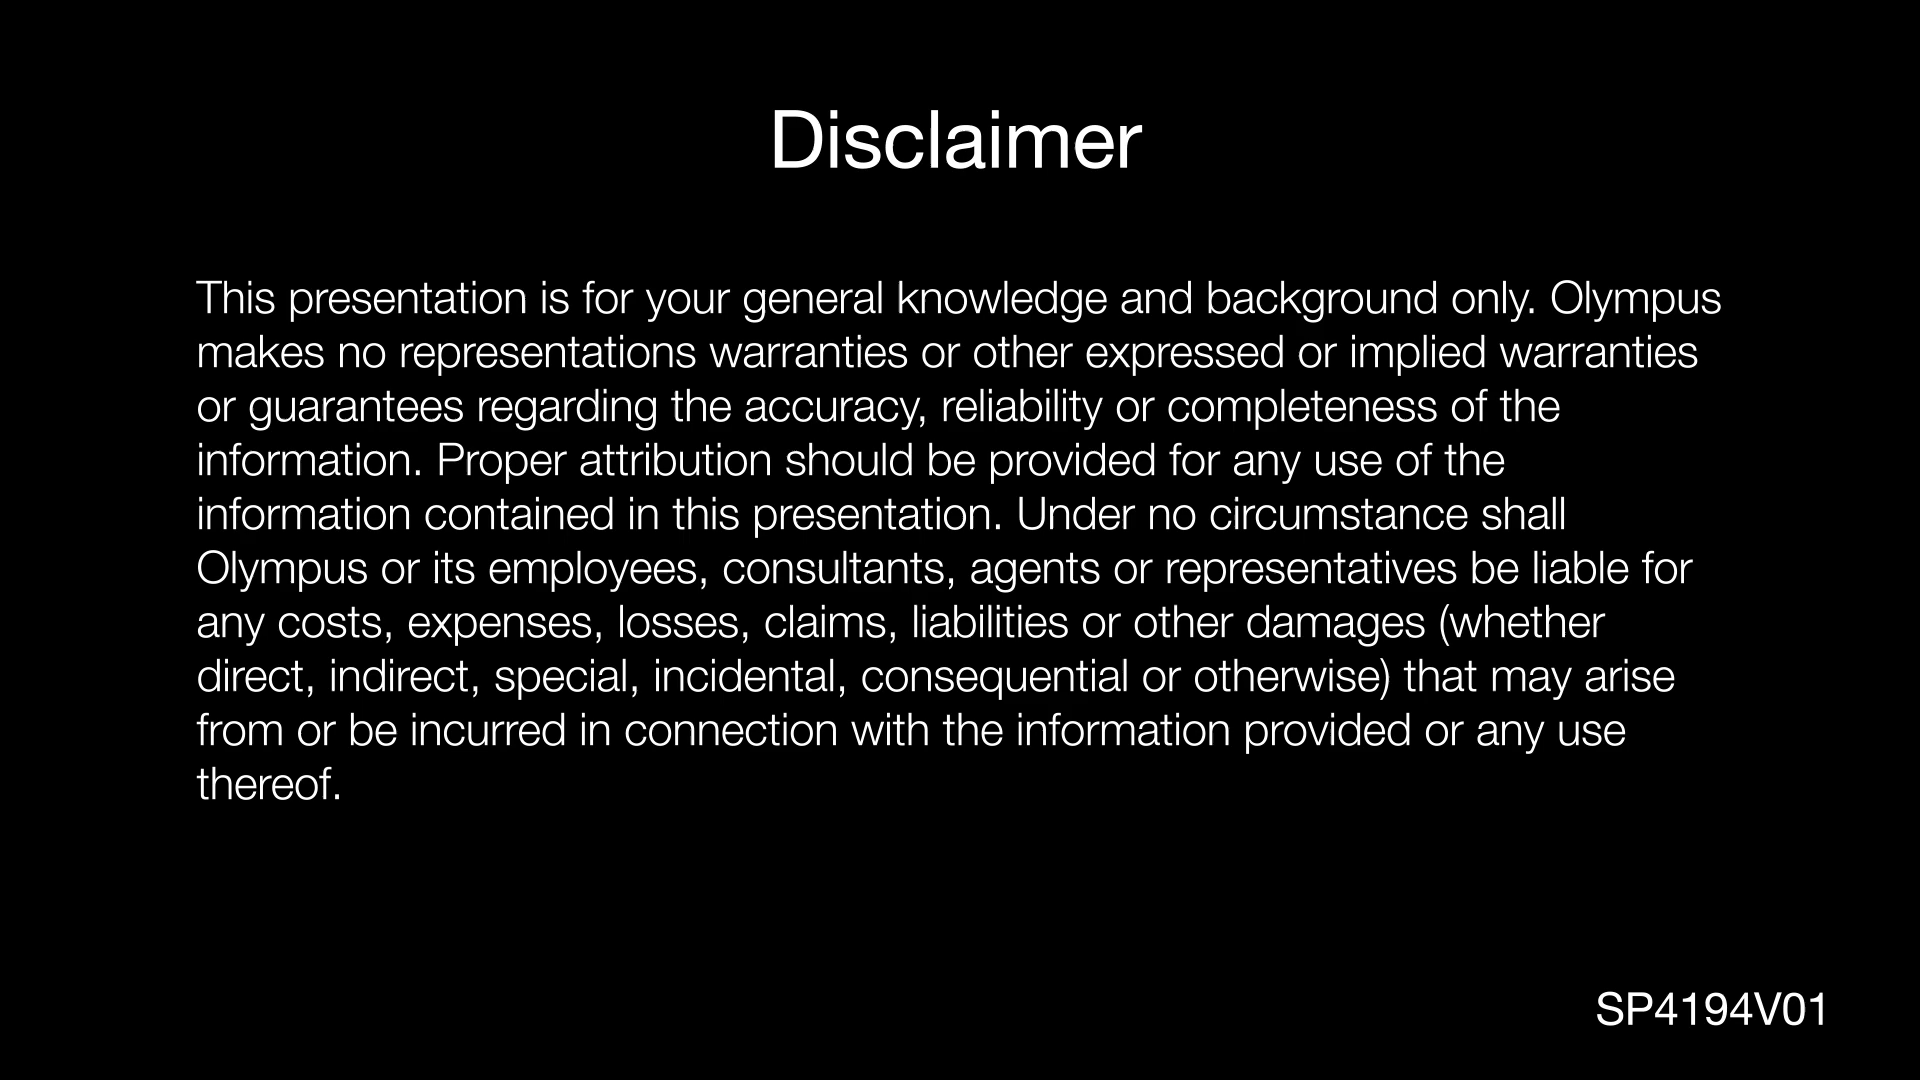 Disclaimer
This presentation is for your general knowledge and background only. Olympus
makes no representations warranties or other expressed or implied warranties
or guarantees regarding the accuracy, reliability or completeness of the
information. Proper attribution should be provided for any use of the
information contained in this presentation. Under no circumstance shall
Olympus or its employees, consultants, agents or representatives be liable for
any costs, expenses, losses, claims, liabilities or other damages (whether
direct, indirect, special, incidental, consequential or otherwise) that may arise
from or be incurred in connection with the information provided or any use
thereof.
SP4194V01